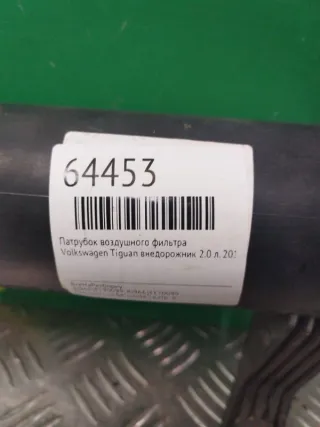 64453
Патрубок воздушного фильтра
Volkswagen Tiguan внедорожник 2.0 л. 20